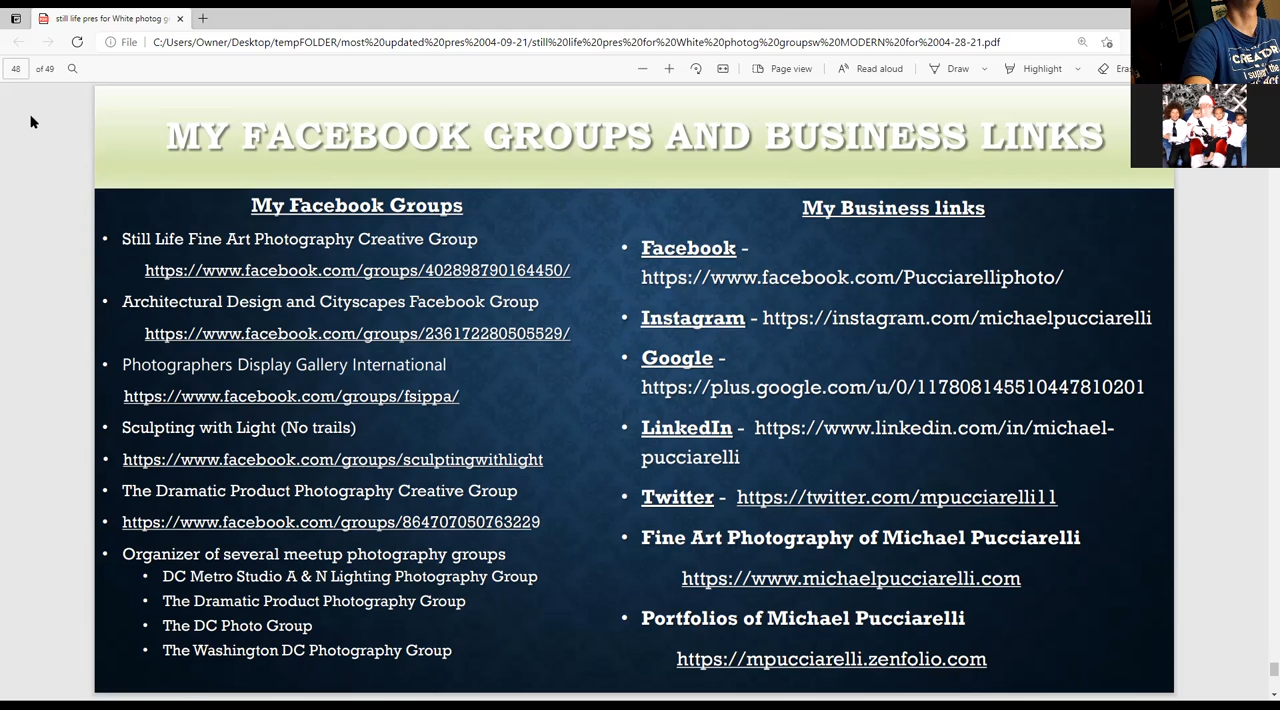 still life pres for White photog g
File C:/Users/Owner/Desktop/tempFOLDER/most%20updated%20pres%2004-09-21/still%20life%20pres%20for%20White%20photog%20groupsw%20MODERN%20for%2004-28-21.pdf
48 of 49 Page view Read aloud Draw Highlight Eras
CREATOR
MY FACEBOOK GROUPS AND BUSINESS LINKS
My Facebook Groups
• Still Life Fine Art Photography Creative Group
https://www.facebook.com/groups/402898790164450/
• Architectural Design and Cityscapes Facebook Group
https://www.facebook.com/groups/236172280505529/
• Photographers Display Gallery International
https://www.facebook.com/groups/fsippa/
• Sculpting with Light (No trails)
• https://www.facebook.com/groups/sculptingwithlight
• The Dramatic Product Photography Creative Group
• https://www.facebook.com/groups/864707050763229
• Organizer of several meetup photography groups
• DC Metro Studio A & N Lighting Photography Group
• The Dramatic Product Photography Group
• The DC Photo Group
• The Washington DC Photography Group
My Business links
• Facebook -
https://www.facebook.com/Pucciarelliphoto/
• Instagram - https://instagram.com/michaelpucciarelli
• Google -
https://plus.google.com/u/0/117808145510447810201
• LinkedIn - https://www.linkedin.com/in/michael-
pucciarelli
• Twitter - https://twitter.com/mpucciarelli11
• Fine Art Photography of Michael Pucciarelli
https://www.michaelpucciarelli.com
• Portfolios of Michael Pucciarelli
https://mpucciarelli.zenfolio.com